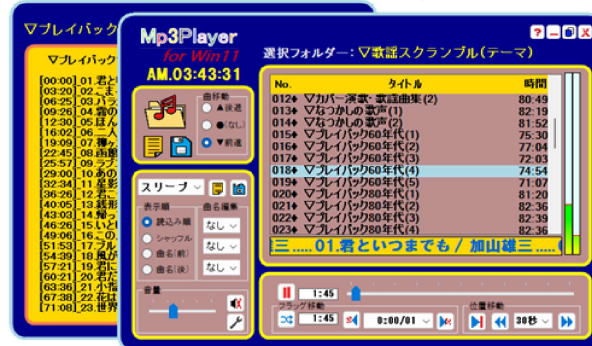 ▽プレイバック
▽プレイバック
[00:00]_01.君と
[03:20]_02.こま
[06:25]_03.バラ
[09:26]_04.霧の
[12:30]_05.ほん
[16:02]_06.二人
[19:09]_07.柳ヶ
[22:45]_08.函館
[25:57]_09.ラブ
[29:00]_10.あの
[32:34]_11.星影
[36:26]_12.君こ
[40:05]_13.銭形
[43:03]_14.帰っ
[46:26]_15.いとし
[49:06]_16.この
[51:53]_17.ブル
[54:39]_18.風が
[57:21]_19.君に
[60:21]_20.君だ
[63:36]_21.小指
[67:38]_22.花は
[71:08]_23.世界
Mp3Player
for Win11
AM.03:43:31
曲移動
▲後退
●(なし)
▼前進
スリープ
表示順
曲名編集
読込み順
シャッフル
曲名(前)
曲名(後)
なし
なし
なし
音量
選択フォルダー: ▽歌謡スクランブル(テーマ)
No. タイトル 時間
012♦ ▽カバー演歌・歌謡曲集(2) 80:49
013♦ ▽なつかしの歌声(1) 82:19
014♦ ▽なつかしの歌声(2) 81:52
015♦ ▽プレイバック60年代(1) 75:30
016♦ ▽プレイバック60年代(2) 77:04
017♦ ▽プレイバック60年代(3) 72:03
018♦ ▽プレイバック60年代(4) 74:54
019♦ ▽プレイバック60年代(5) 71:07
020♦ ▽プレイバック80年代(1) 81:20
021♦ ▽プレイバック80年代(2) 82:36
022♦ ▽プレイバック80年代(3) 82:39
023♦ ▽プレイバック80年代(4) 82:36
雄三 ..... 01.君といつまでも / 加山雄三 .....
1:45
フラッグ移動
1:45
0:00/01
位置移動
30秒